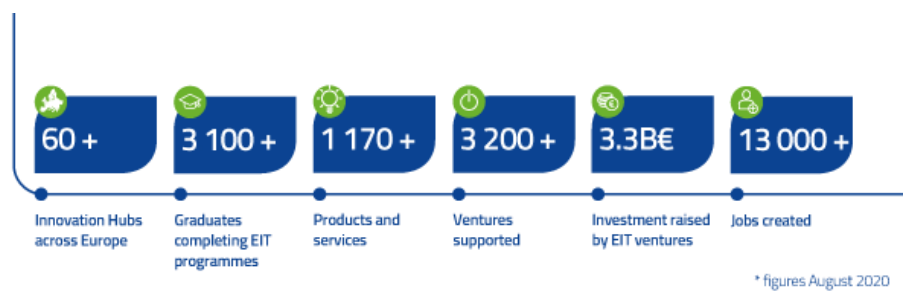 60 +
3 100 +
1 170 +
3 200 +
3.3B€
13 000 +
Innovation Hubs
across Europe
Graduates
completing EIT
programmes
Products and
services
Ventures
supported
Investment raised
by EIT ventures
Jobs created
* figures August 2020